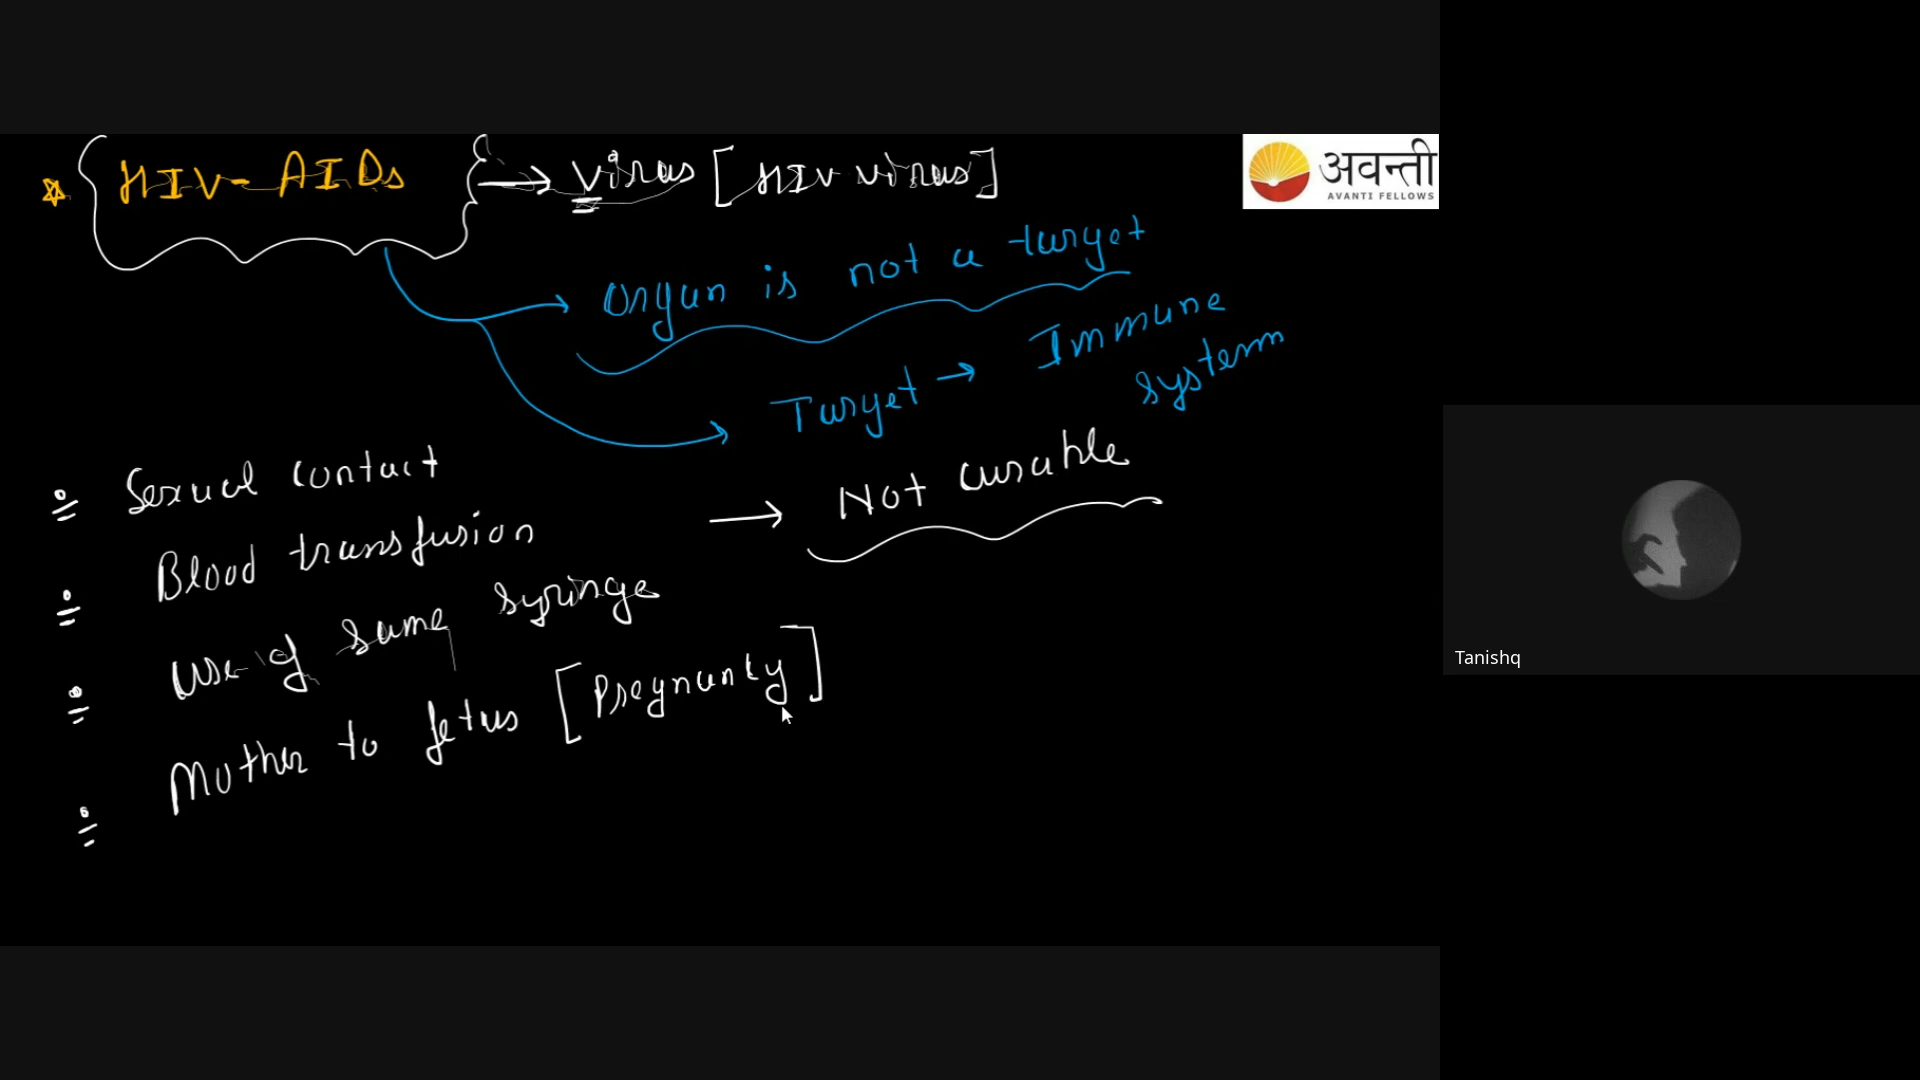 HIV-AIDs → Virus [HIV virus]
अवन्ती
AVANTI FELLOWS
Organ is not a target
Target → Immune
system
Sexual contact
Blood transfusion
→ Not curable
Use of same syringe
Mother to fetus [Pregnancy]
Tanishq